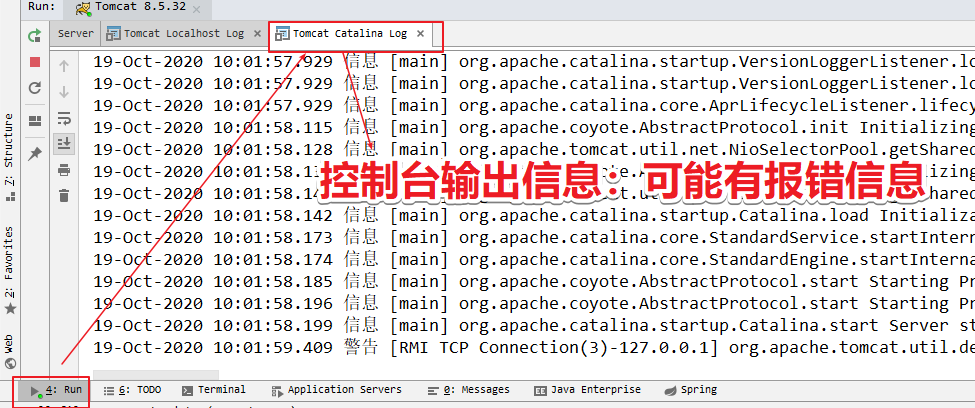 Run: Tomcat 8.5.32
Server Tomcat Localhost Log Tomcat Catalina Log
19-Oct-2020 10:01:57.929 信息 [main] org.apache.catalina.startup.VersionLoggerListener.lo
19-Oct-2020 10:01:57.929 信息 [main] org.apache.catalina.startup.VersionLoggerListener.lo
19-Oct-2020 10:01:57.929 信息 [main] org.apache.catalina.core.AprLifecycleListener.lifecy
19-Oct-2020 10:01:58.115 信息 [main] org.apache.coyote.AbstractProtocol.init Initializing
19-Oct-2020 10:01:58.128 信息 [main] org.apache.tomcat.util.net.NioSelectorPool.getShared
19-Oct-2020 10:01:58.1
控制台输出信息：可能有报错信息
19-Oct-2020 10:01:58.14
19-Oct-2020 10:01:58.142 信息 [main] org.apache.catalina.startup.Catalina.load Initializa
19-Oct-2020 10:01:58.173 信息 [main] org.apache.catalina.core.StandardService.startIntern
19-Oct-2020 10:01:58.174 信息 [main] org.apache.catalina.core.StandardEngine.startInterna
19-Oct-2020 10:01:58.185 信息 [main] org.apache.coyote.AbstractProtocol.start Starting Pr
19-Oct-2020 10:01:58.196 信息 [main] org.apache.coyote.AbstractProtocol.start Starting Pr
19-Oct-2020 10:01:58.199 信息 [main] org.apache.catalina.startup.Catalina.start Server st
19-Oct-2020 10:01:59.409 警告 [RMI TCP Connection(3)-127.0.0.1] org.apache.tomcat.util.de
Z: Structure
2: Favorites
Web
4: Run 6: TODO Terminal Application Servers 0: Messages Java Enterprise Spring